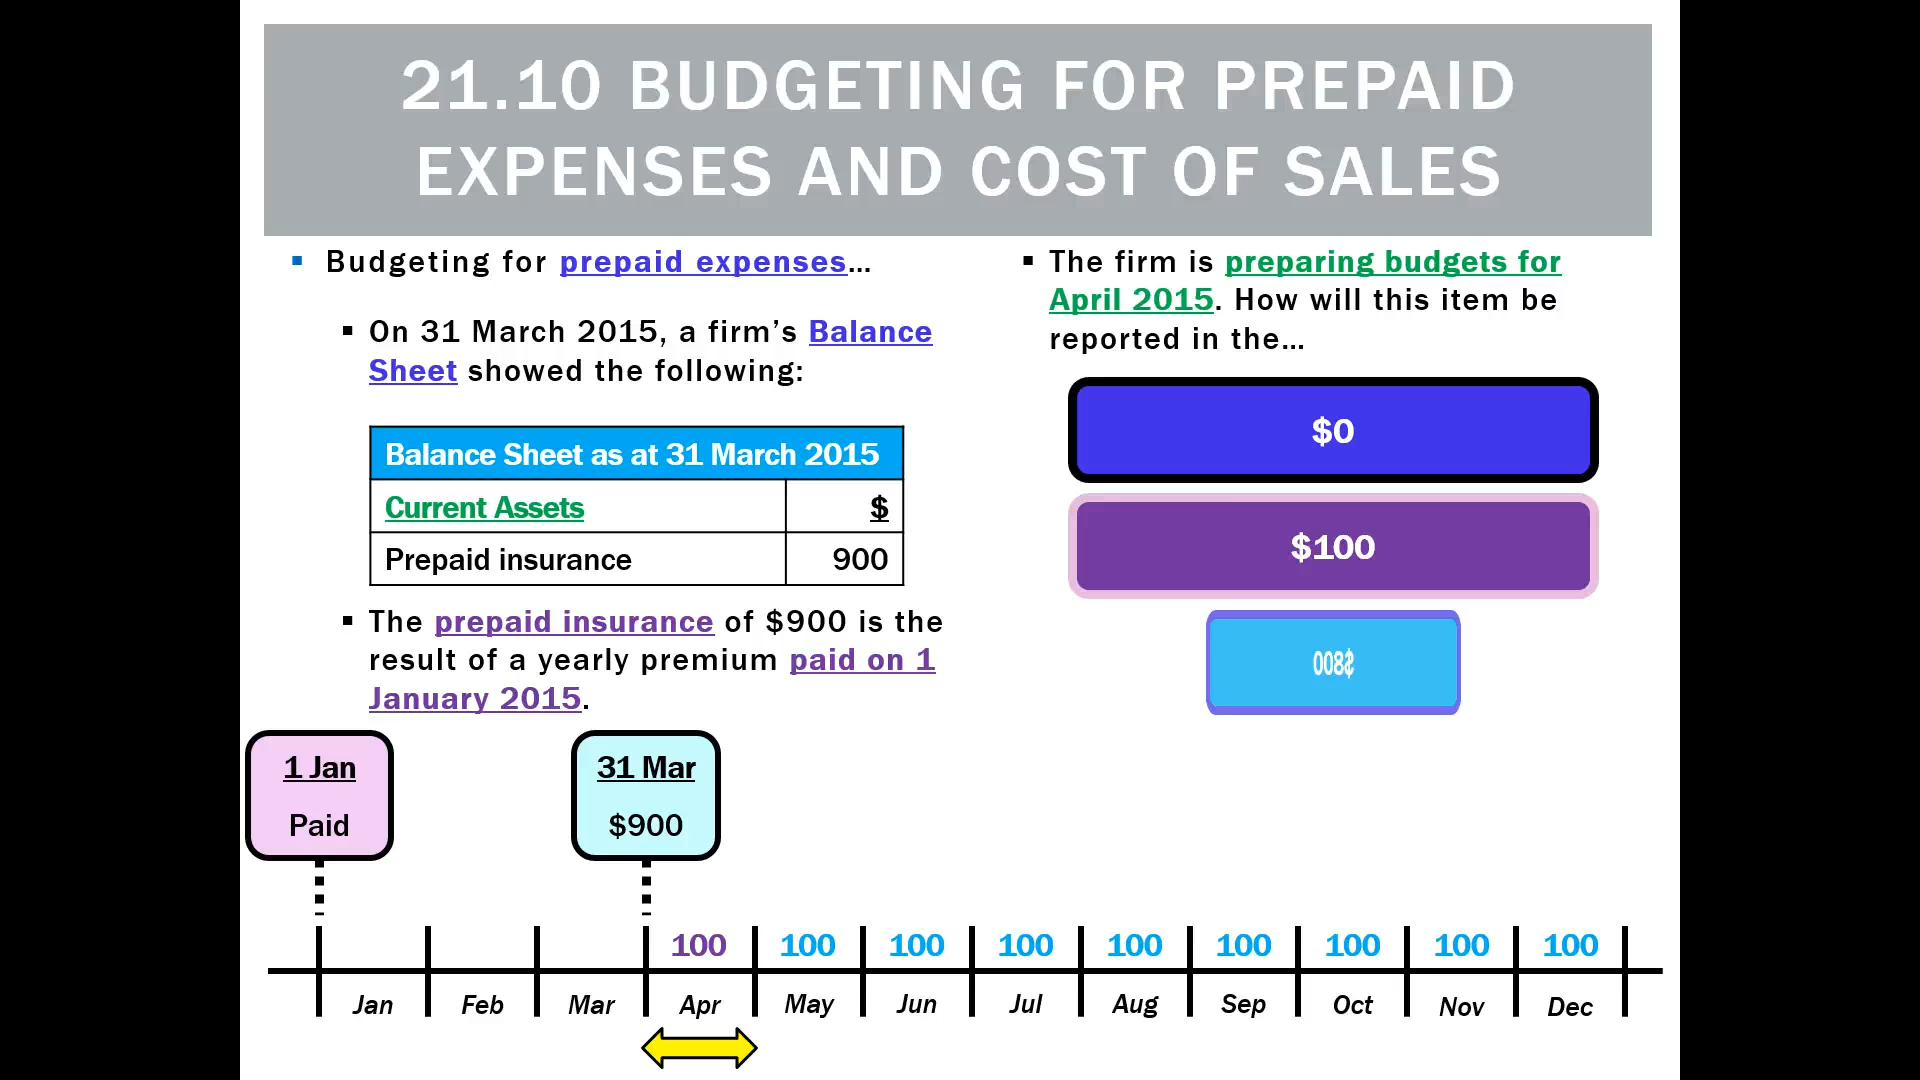 21.10 BUDGETING FOR PREPAID
EXPENSES AND COST OF SALES
Budgeting for prepaid expenses...
On 31 March 2015, a firm's Balance
Sheet showed the following:
Balance Sheet as at 31 March 2015
Current Assets $
Prepaid insurance 900
The prepaid insurance of $900 is the
result of a yearly premium paid on 1
January 2015.
The firm is preparing budgets for
April 2015. How will this item be
reported in the...
$0
$100
$800
1 Jan
Paid
31 Mar
$900
100 100 100 100 100 100 100 100 100
Jan Feb Mar Apr May Jun Jul Aug Sep Oct Nov Dec